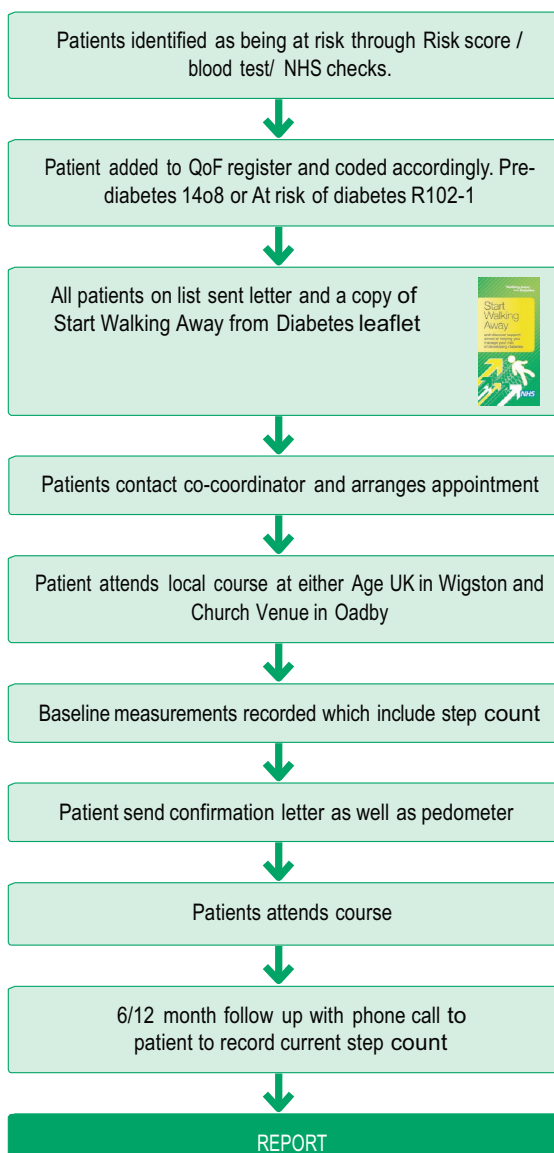 Patients identified as being at risk through Risk score /
blood test/ NHS checks.
Patient added to QoF register and coded accordingly. Pre-
diabetes 14o8 or At risk of diabetes R102-1
All patients on list sent letter and a copy of
Start Walking Away from Diabetes leaflet
Start
Walking
Away
NHS
Patients contact co-coordinator and arranges appointment
Patient attends local course at either Age UK in Wigston and
Church Venue in Oadby
Baseline measurements recorded which include step count
Patient send confirmation letter as well as pedometer
Patients attends course
6/12 month follow up with phone call to
patient to record current step count
REPORT